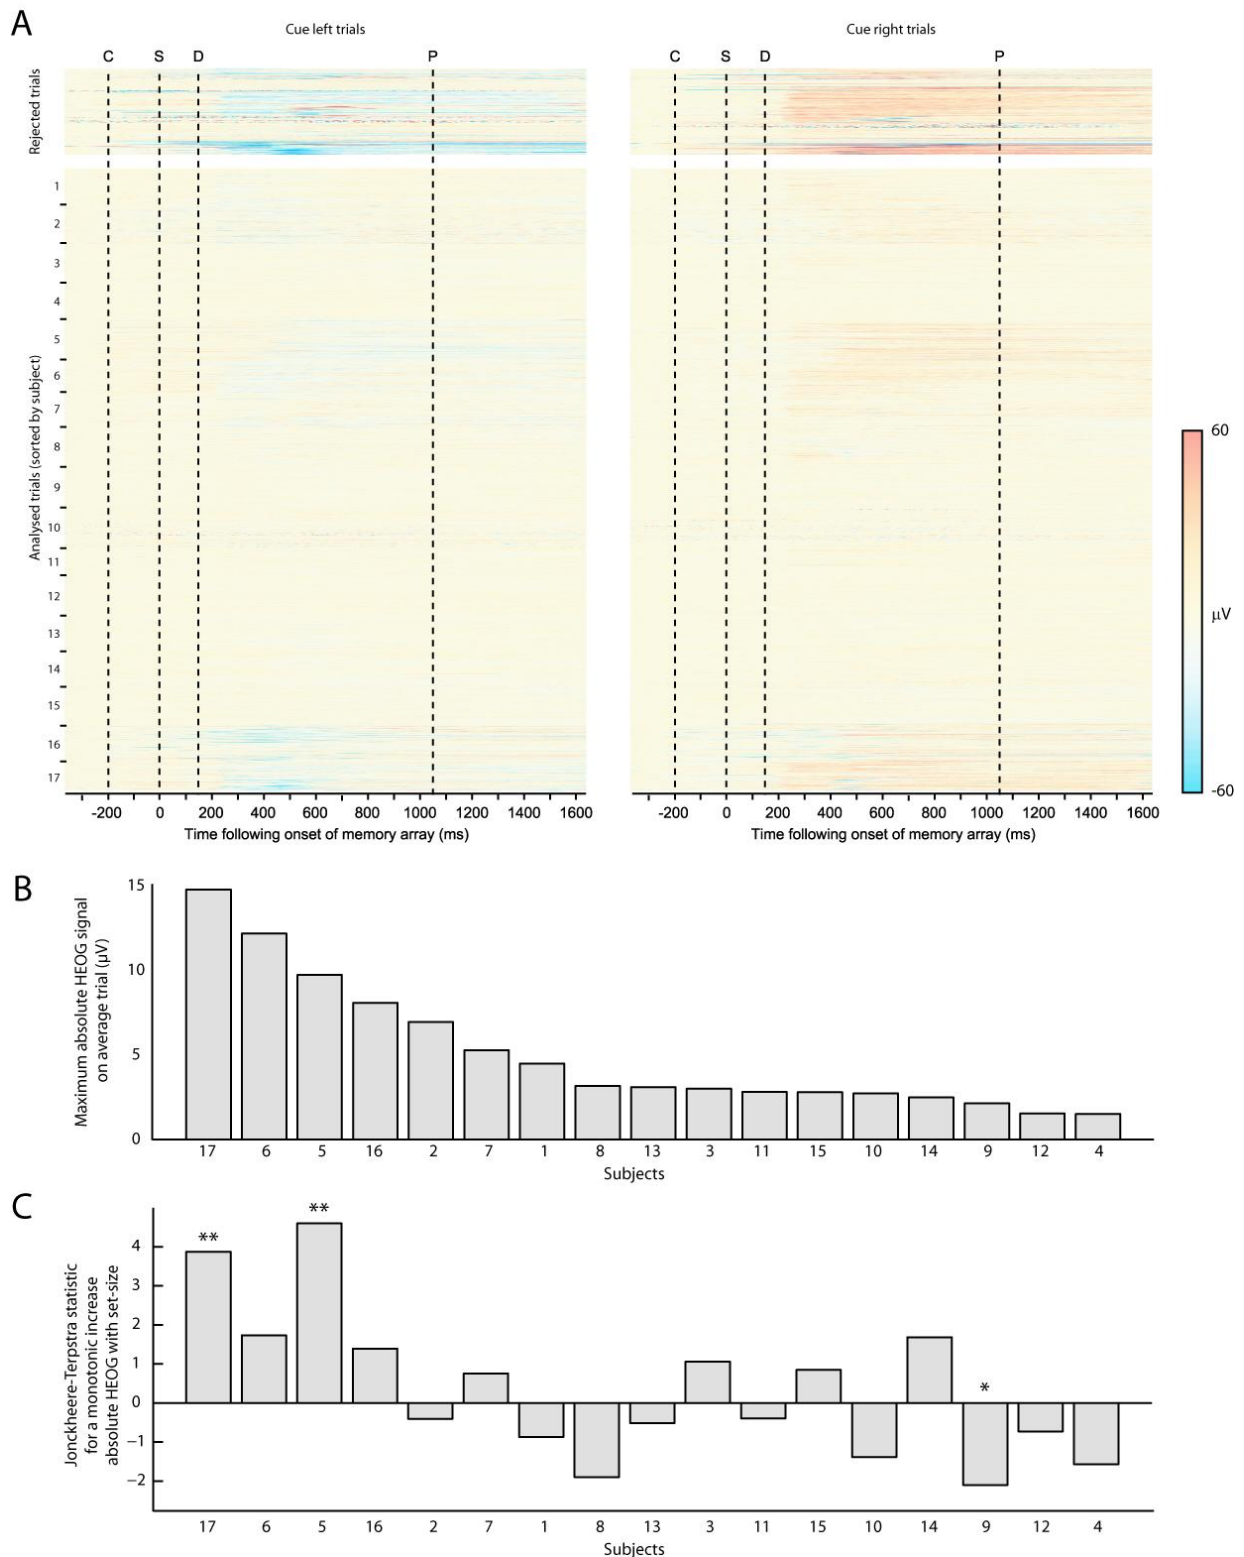 A
Cue left trials
Cue right trials
C S D P
C S D P
Rejected trials
Analysed trials (sorted by subject)
1
2
3
4
5
6
7
8
9
10
11
12
13
14
15
16
17
-200 0 200 400 600 800 1000 1200 1400 1600
Time following onset of memory array (ms)
-200 0 200 400 600 800 1000 1200 1400 1600
Time following onset of memory array (ms)
60
μV
-60
B
Maximum absolute HEOG signal
on average trial (μV)
15
10
5
0
17 6 5 16 2 7 1 8 13 3 11 15 10 14 9 12 4
Subjects
C
Jonckheere-Terpstra statistic
for a monotonic increase
absolute HEOG with set-size
4
3
2
1
0
−1
−2
** ** *
17 6 5 16 2 7 1 8 13 3 11 15 10 14 9 12 4
Subjects